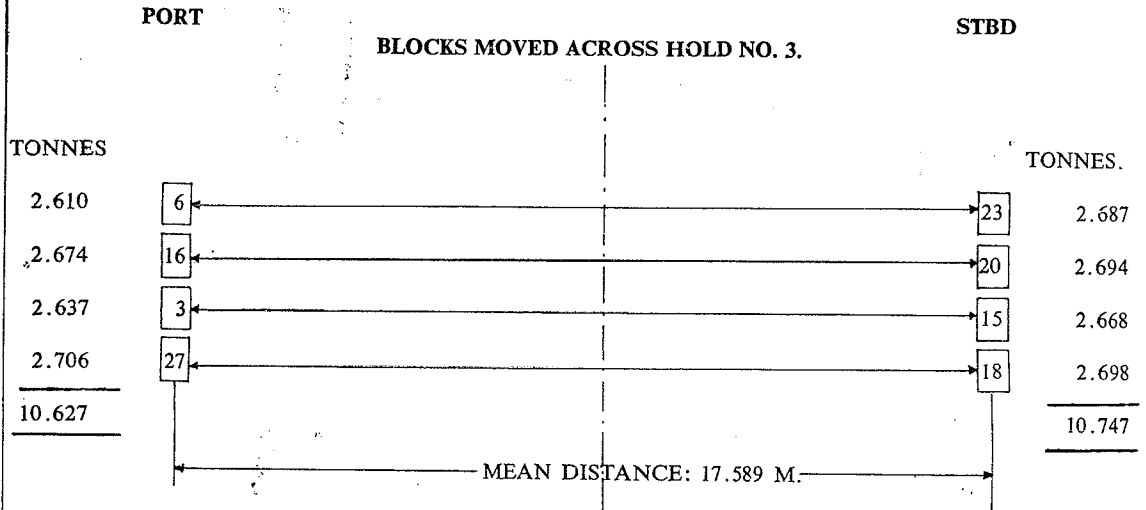 PORT STBD
BLOCKS MOVED ACROSS HOLD NO. 3.
TONNES TONNES.
2.610 6 23 2.687
2.674 16 20 2.694
2.637 3 15 2.668
2.706 27 18 2.698
10.627 10.747
MEAN DISTANCE: 17.589 M.